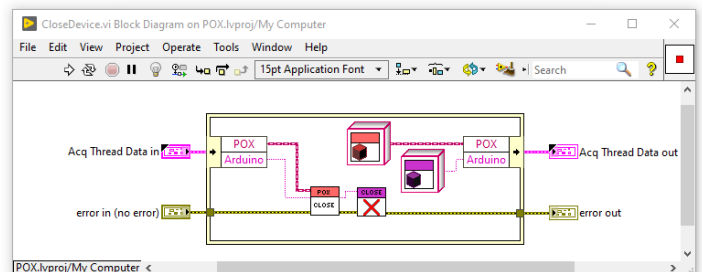 CloseDevice.vi Block Diagram on POX.lvproj/My Computer
File Edit View Project Operate Tools Window Help
15pt Application Font
Search
POX
Arduino
POX
Arduino
Acq Thread Data in
Acq Thread Data out
POX
CLOSE
CLOSE
error in (no error)
error out
POX.lvproj/My Computer